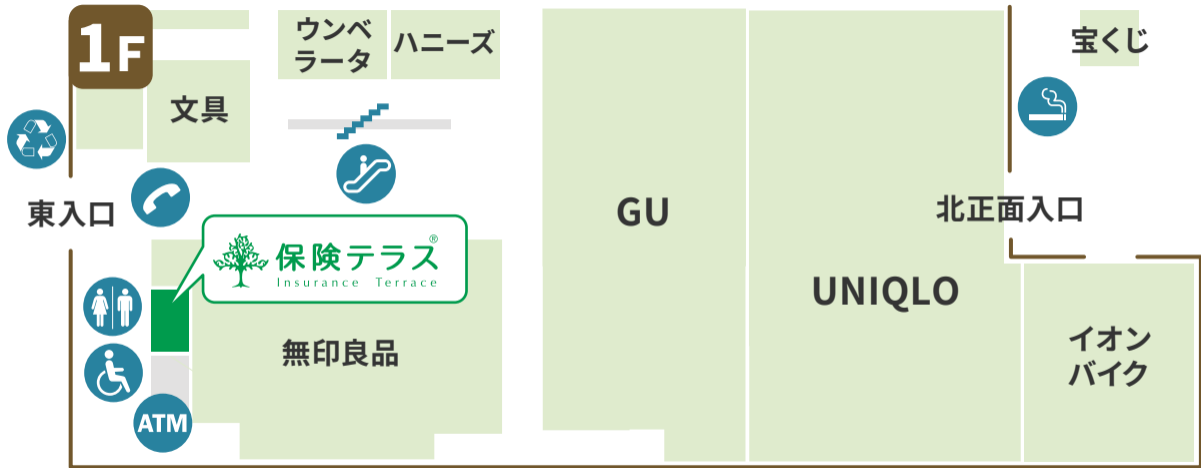 1F
ウンベ
ラータ
ハニーズ
宝くじ
文具
東入口
GU
北正面入口
保険テラス®
Insurance Terrace
UNIQLO
無印良品
イオン
バイク
ATM